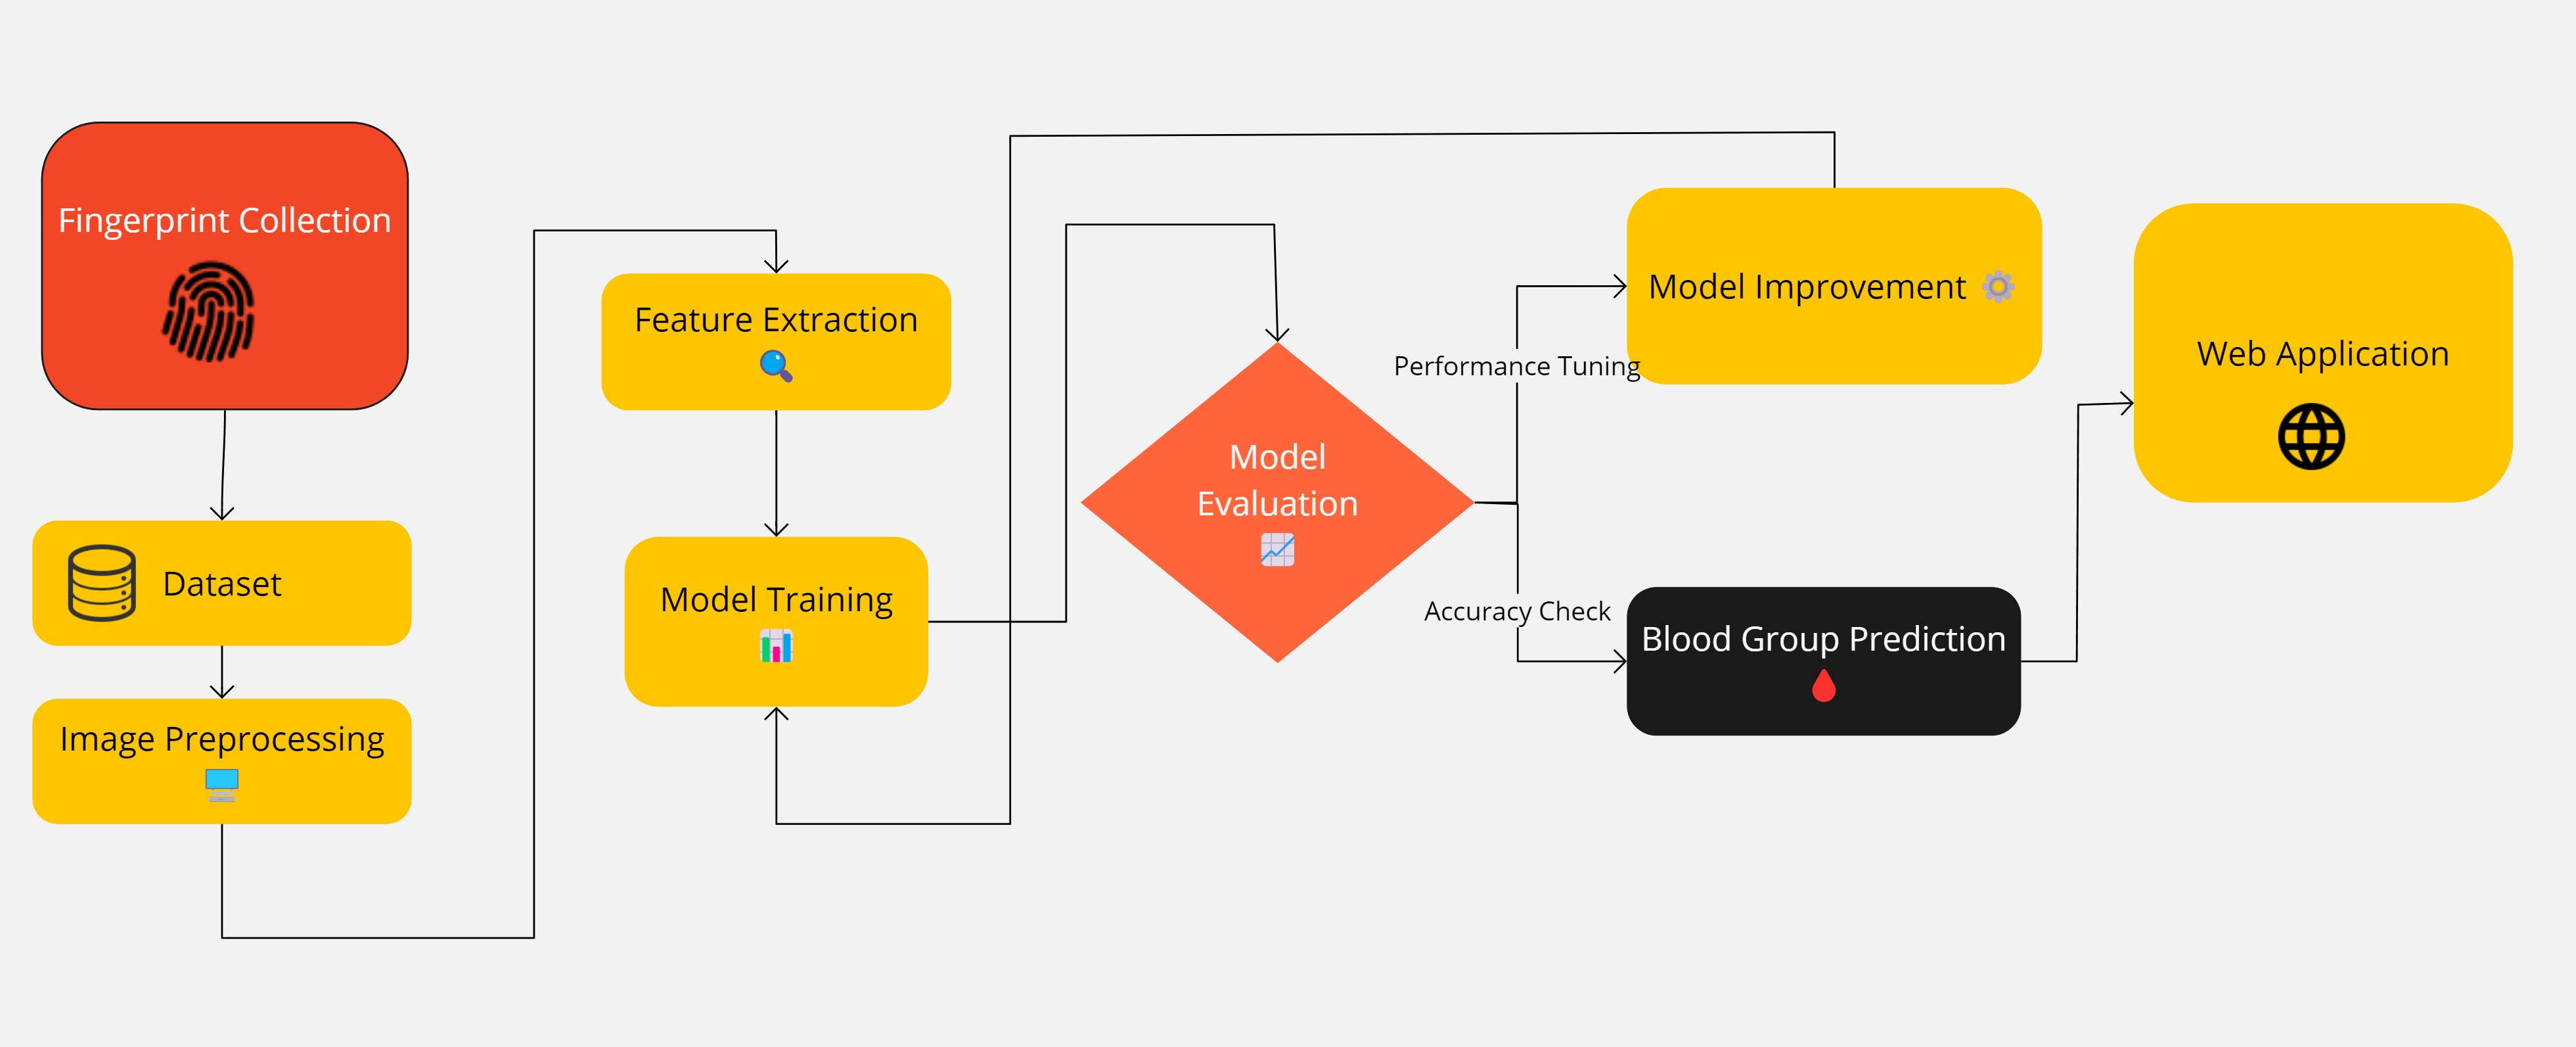 Fingerprint Collection
Dataset
Image Preprocessing
Feature Extraction
Model Training
Model
Evaluation
Performance Tuning
Accuracy Check
Model Improvement
Blood Group Prediction
Web Application